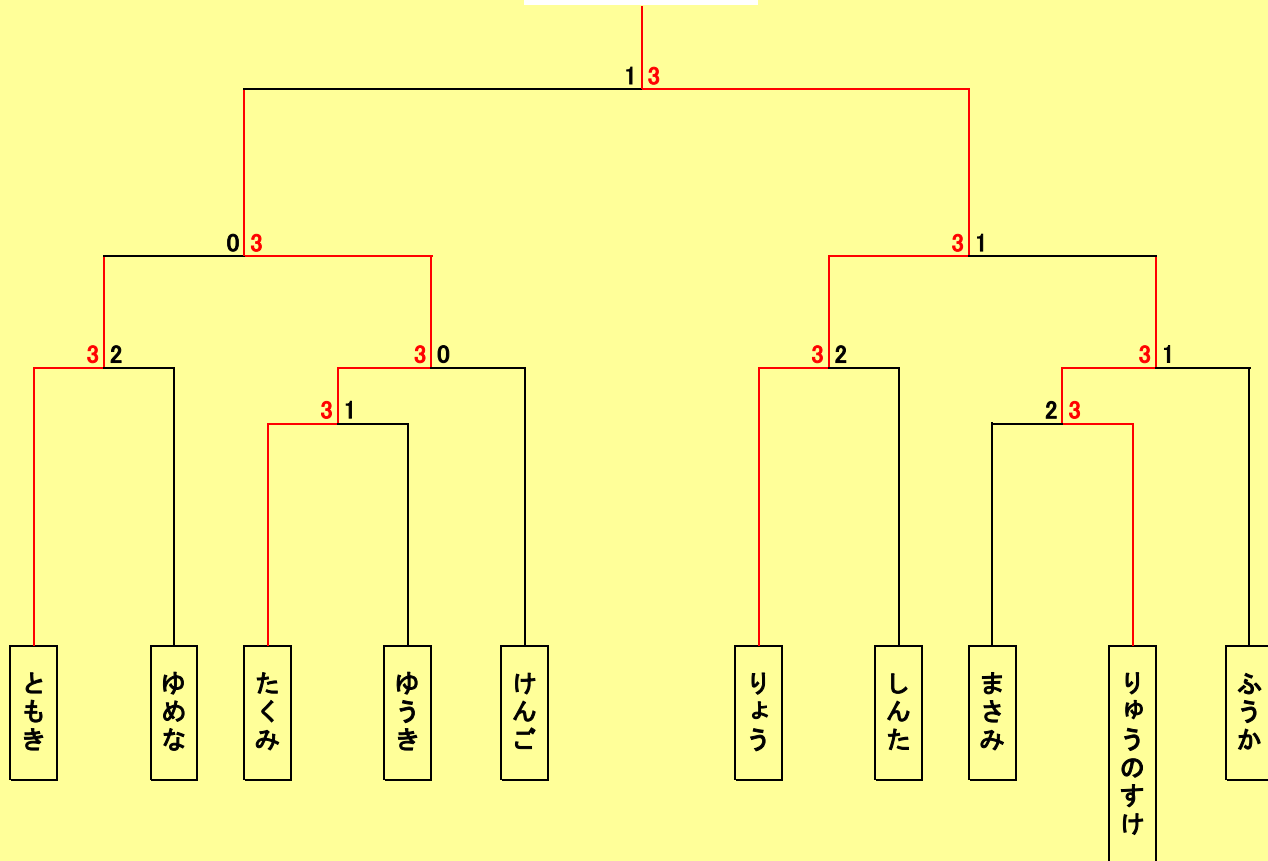 1 3
0 3
3 1
3 2
3 0
3 2
3 1
3 1
2 3
ともき
ゆめな
たくみ
ゆうき
けんご
りょう
しんた
まさみ
りゅうのすけ
ふうか